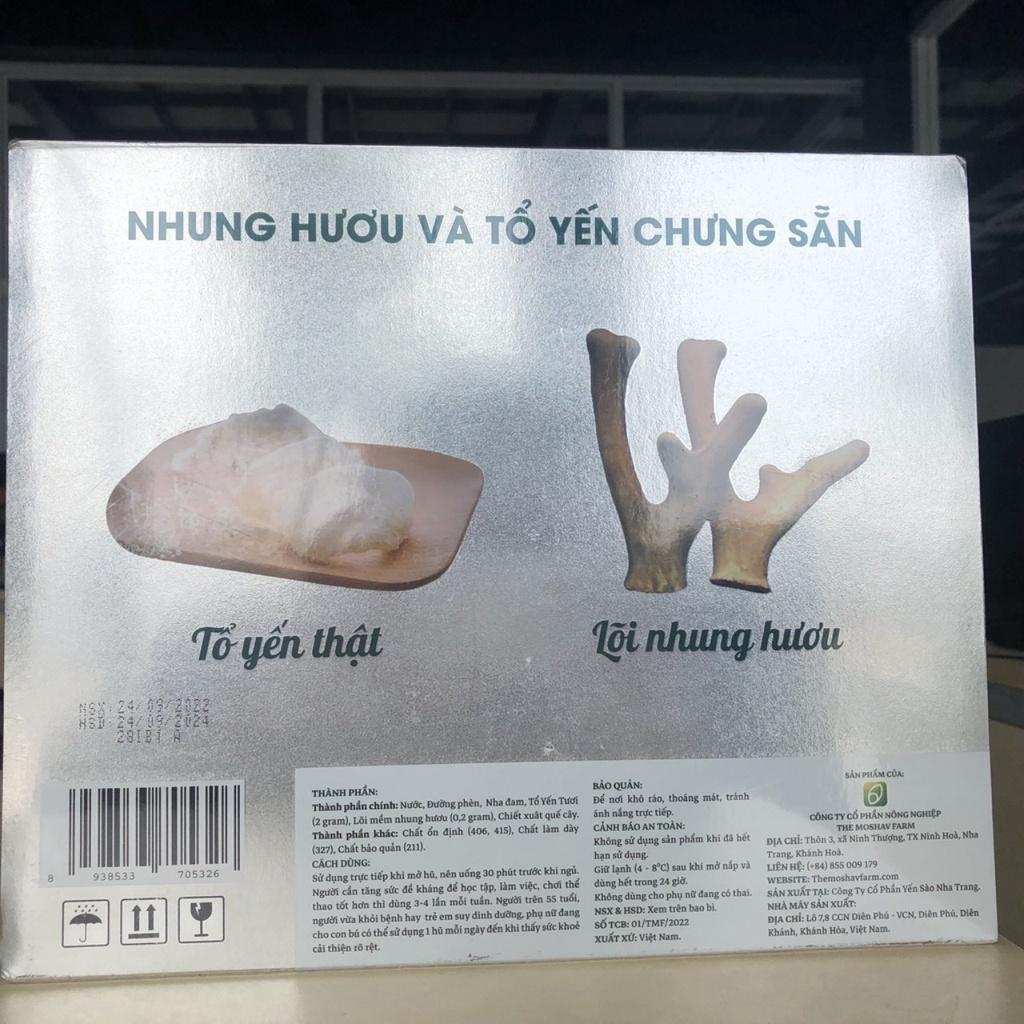 NHUNG HƯƠU VÀ TỔ YẾN CHƯNG SẴN
Tổ yến thật
Lõi nhung hươu
NSX: 24/09/2022
HSD: 24/09/2024
28IB1 A
8 938533 705326
THÀNH PHẦN:
Thành phần chính: Nước, Đường phèn, Nha đam, Tổ Yến Tươi
(2 gram), Lõi mềm nhung hươu (0,2 gram), Chiết xuất quế cây.
Thành phần khác: Chất ổn định (406, 415), Chất làm dày
(327), Chất bảo quản (211).
CÁCH DÙNG:
Sử dụng trực tiếp khi mở hũ, nên uống 30 phút trước khi ngủ.
Người cần tăng sức đề kháng để học tập, làm việc, chơi thể
thao tốt hơn thì dùng 3-4 lần mỗi tuần. Người trên 55 tuổi,
người vừa khỏi bệnh hay trẻ em suy dinh dưỡng, phụ nữ đang
cho con bú có thể sử dụng 1 hũ mỗi ngày đến khi thấy sức khoẻ
cải thiện rõ rệt.
BẢO QUẢN:
Để nơi khô ráo, thoáng mát, tránh
ánh nắng trực tiếp.
CẢNH BÁO AN TOÀN:
Không sử dụng sản phẩm khi đã hết
hạn sử dụng.
Giữ lạnh (4 - 8⁰C) sau khi mở nắp và
dùng hết trong 24 giờ.
Không dùng cho phụ nữ đang có thai.
NSX & HSD: Xem trên bao bì.
SỐ TCB: 01/TMF/2022
XUẤT XỨ: Việt Nam.
SẢN PHẨM CỦA:
CÔNG TY CỔ PHẦN NÔNG NGHIỆP
THE MOSHAV FARM
ĐỊA CHỈ: Thôn 3, xã Ninh Thượng, TX Ninh Hoà, Nha
Trang, Khánh Hoà.
LIÊN HỆ: (+84) 855 009 179
WEBSITE: Themoshavfarm.com
SẢN XUẤT TẠI: Công Ty Cổ Phần Yến Sào Nha Trang.
NHÀ MÁY SẢN XUẤT:
ĐỊA CHỈ: Lô 7,8 CCN Diên Phú - VCN, Diên Phú, Diên
Khánh, Khánh Hòa, Việt Nam.